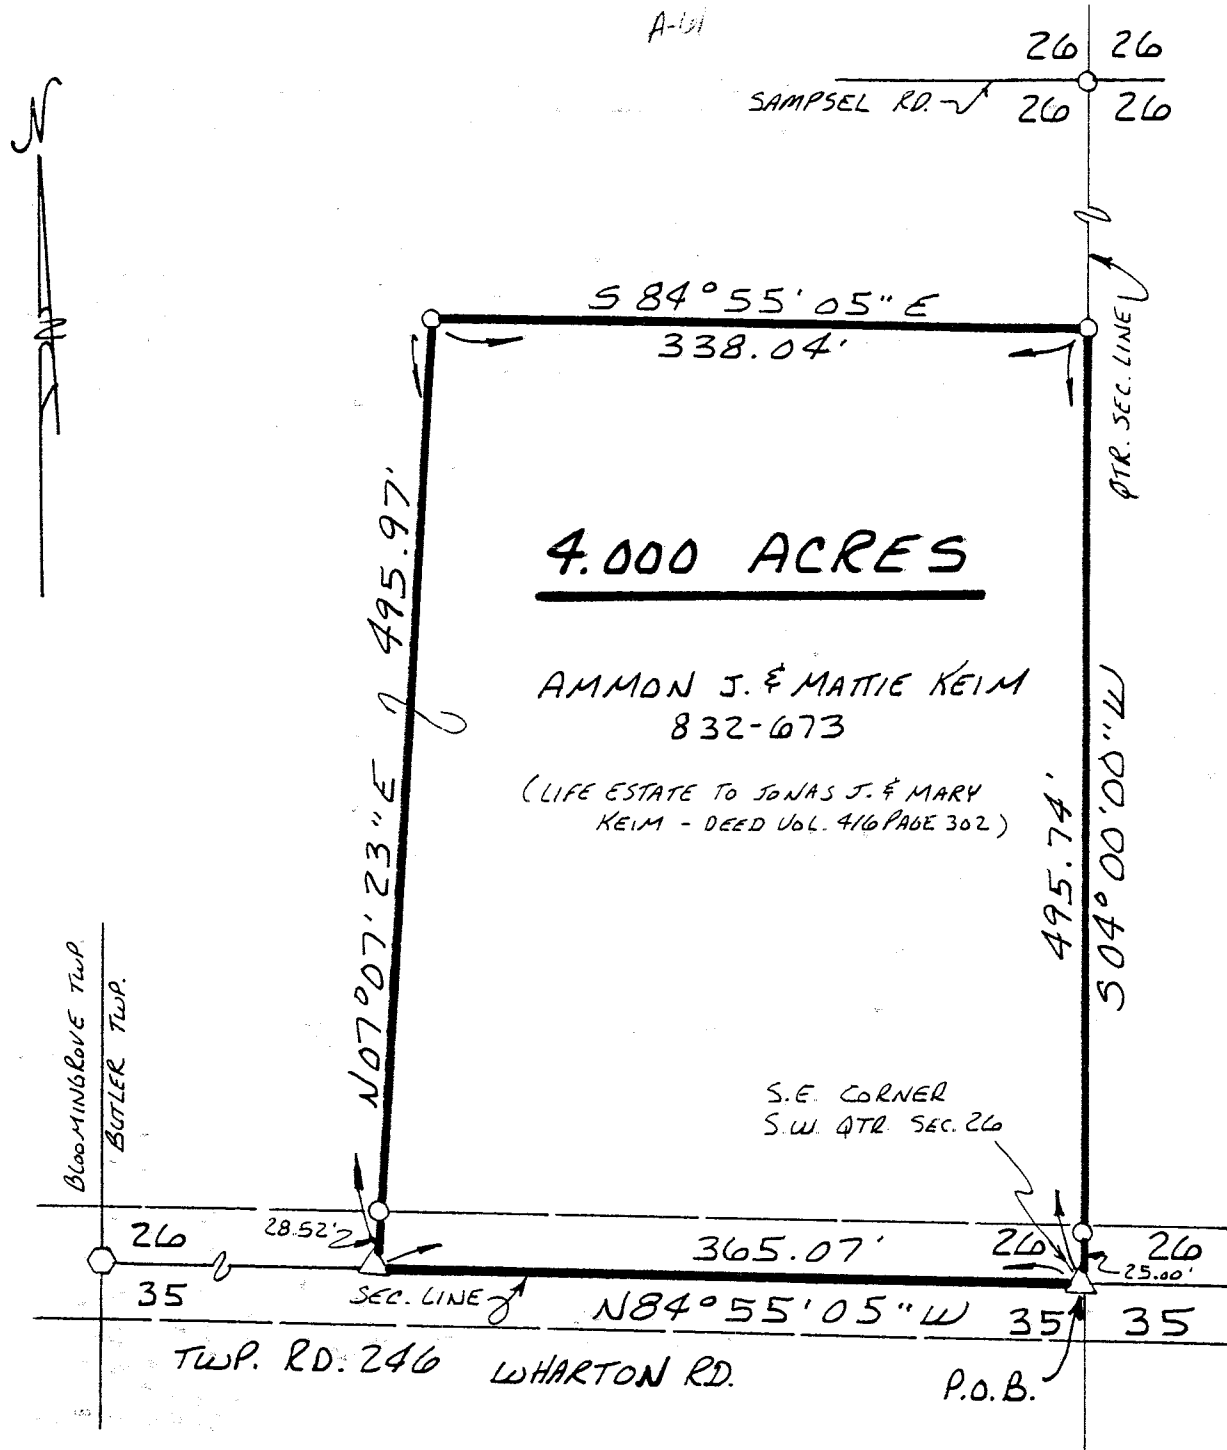 26 26
SAMPSEL RD. 26 26
N
S 84° 55' 05" E
338.04'
QTR. SEC. LINE
495.97'
N07° 07' 23" E
4.000 ACRES
AMMON J. & MATTIE KEIM
832-673
(LIFE ESTATE TO JONAS J. & MARY
KEIM - DEED VOL. 416 PAGE 302)
495.74'
S 04° 00' 00" W
BLOOMINGROVE TWP.
BUTLER TWP.
S.E. CORNER
S.W. QTR. SEC. 26
26 28.52' 365.07' 26 26
25.00'
35 SEC. LINE N84° 55' 05" W 35 35
TWP. RD. 246 WHARTON RD.
P.O.B.